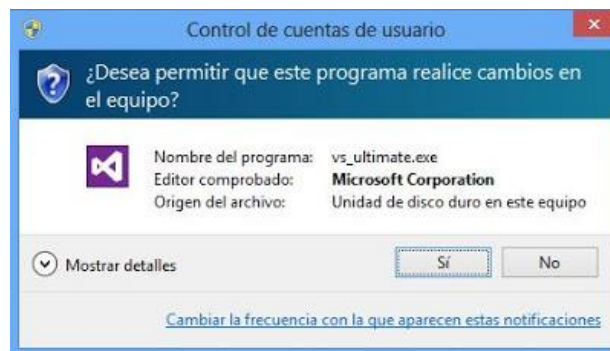 Control de cuentas de usuario
¿Desea permitir que este programa realice cambios en
el equipo?
Nombre del programa: vs_ultimate.exe
Editor comprobado: Microsoft Corporation
Origen del archivo: Unidad de disco duro en este equipo
Mostrar detalles Sí No
Cambiar la frecuencia con la que aparecen estas notificaciones